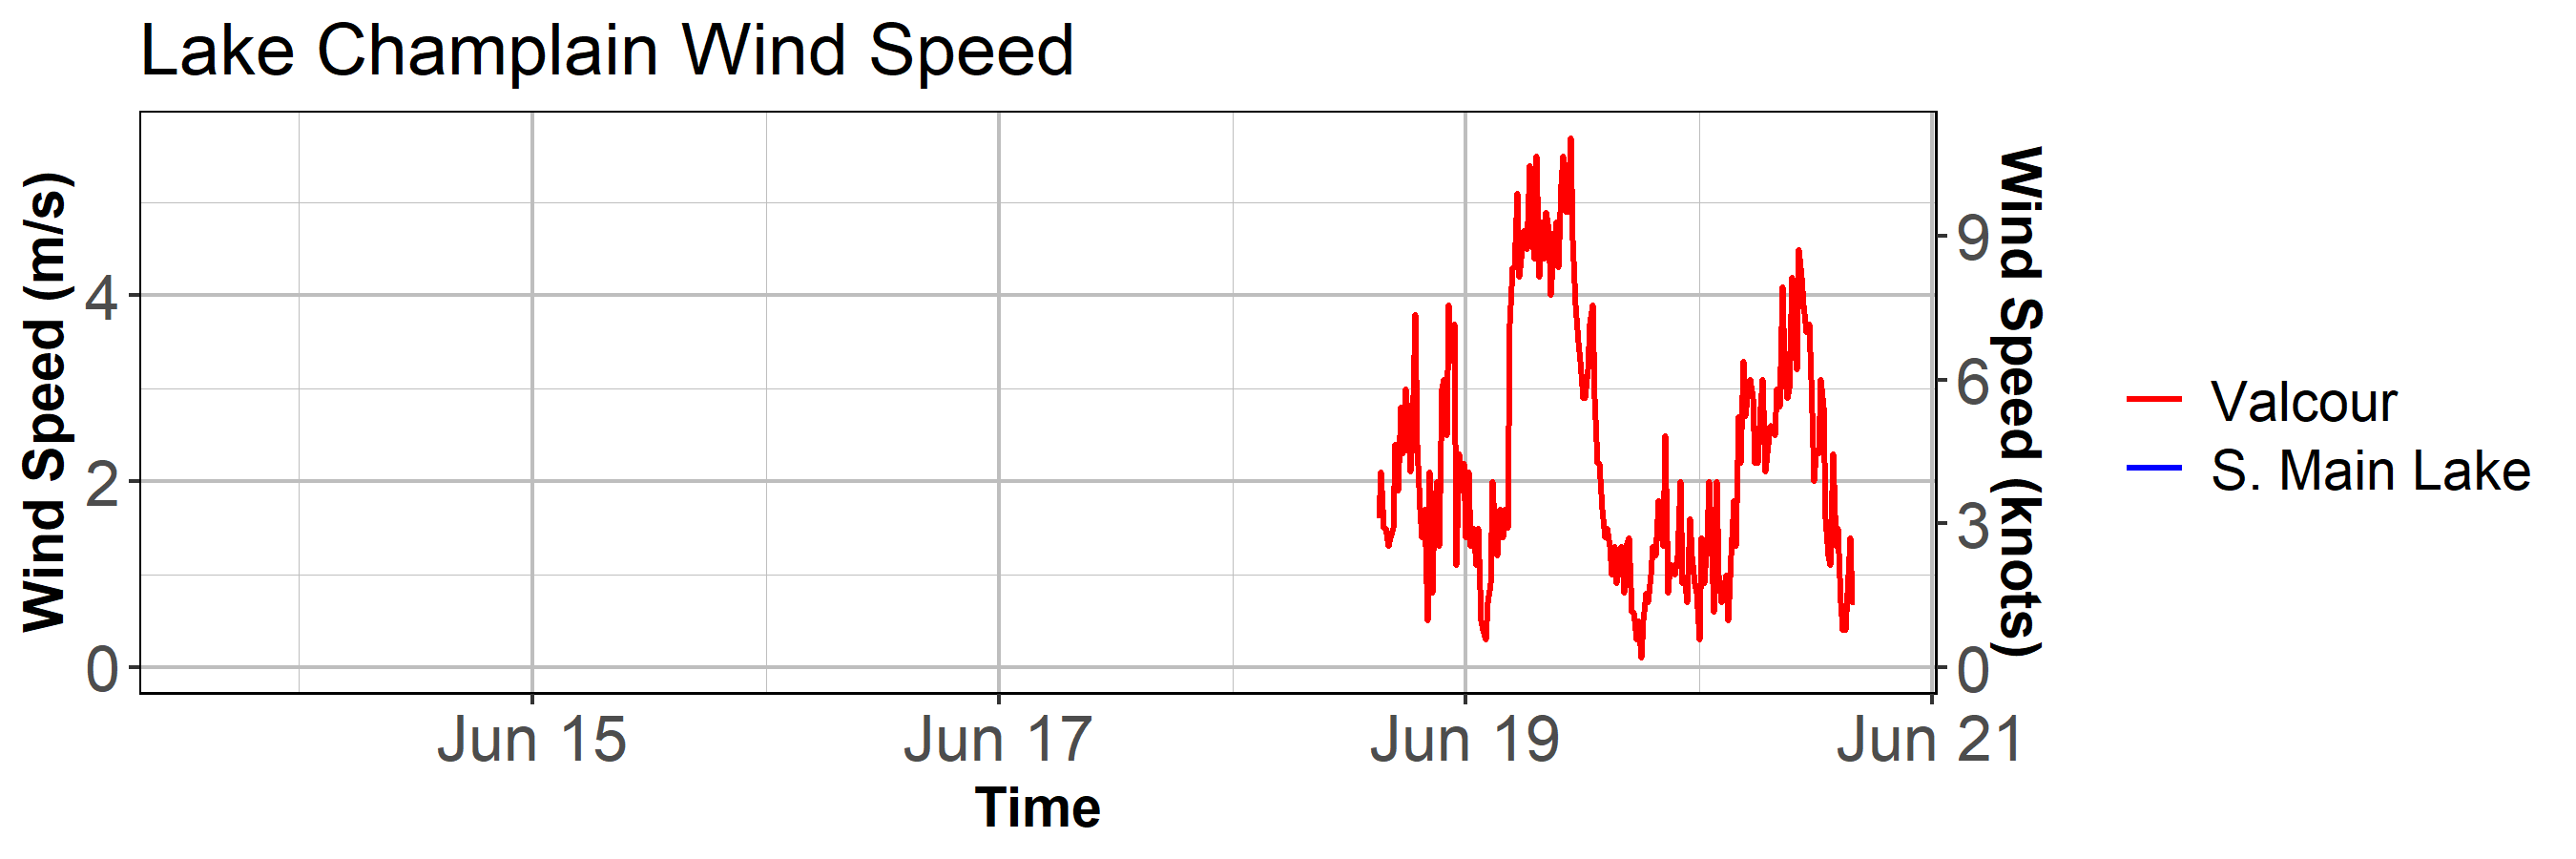 Lake Champlain Wind Speed
Wind Speed (m/s)
4
2
0
9
6
3
0
Wind Speed (knots)
Jun 15
Jun 17
Jun 19
Jun 21
Time
Valcour
S. Main Lake